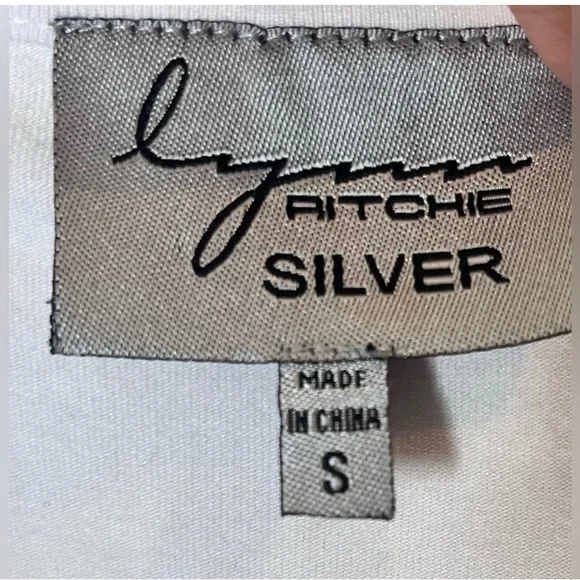 lynn
RITCHIE
SILVER
MADE
IN CHINA
S